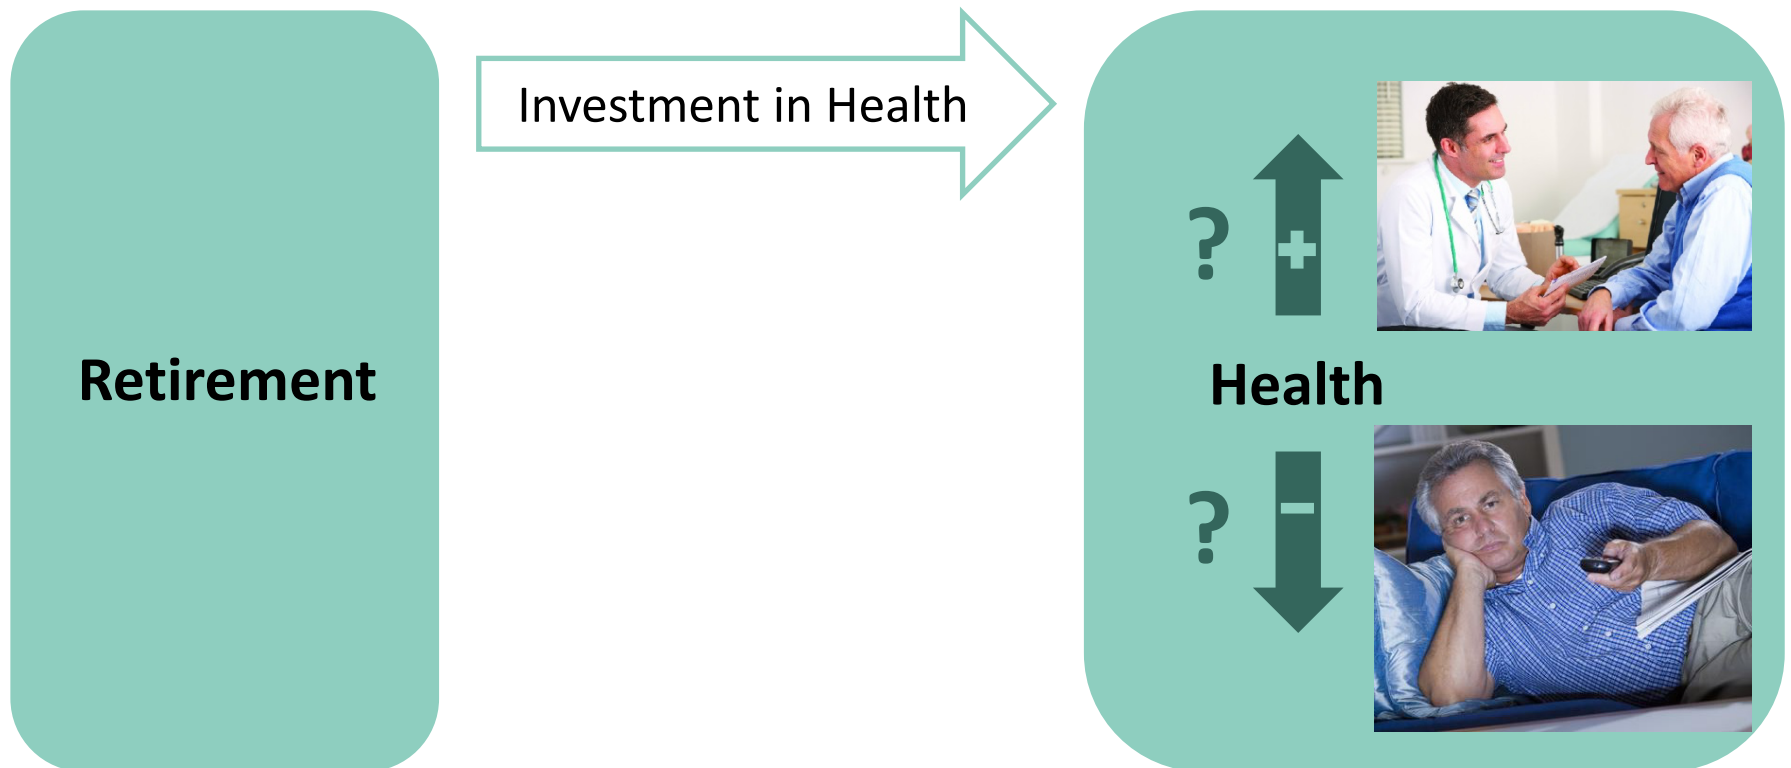 Retirement
Investment in Health
?
+
Health
?
-